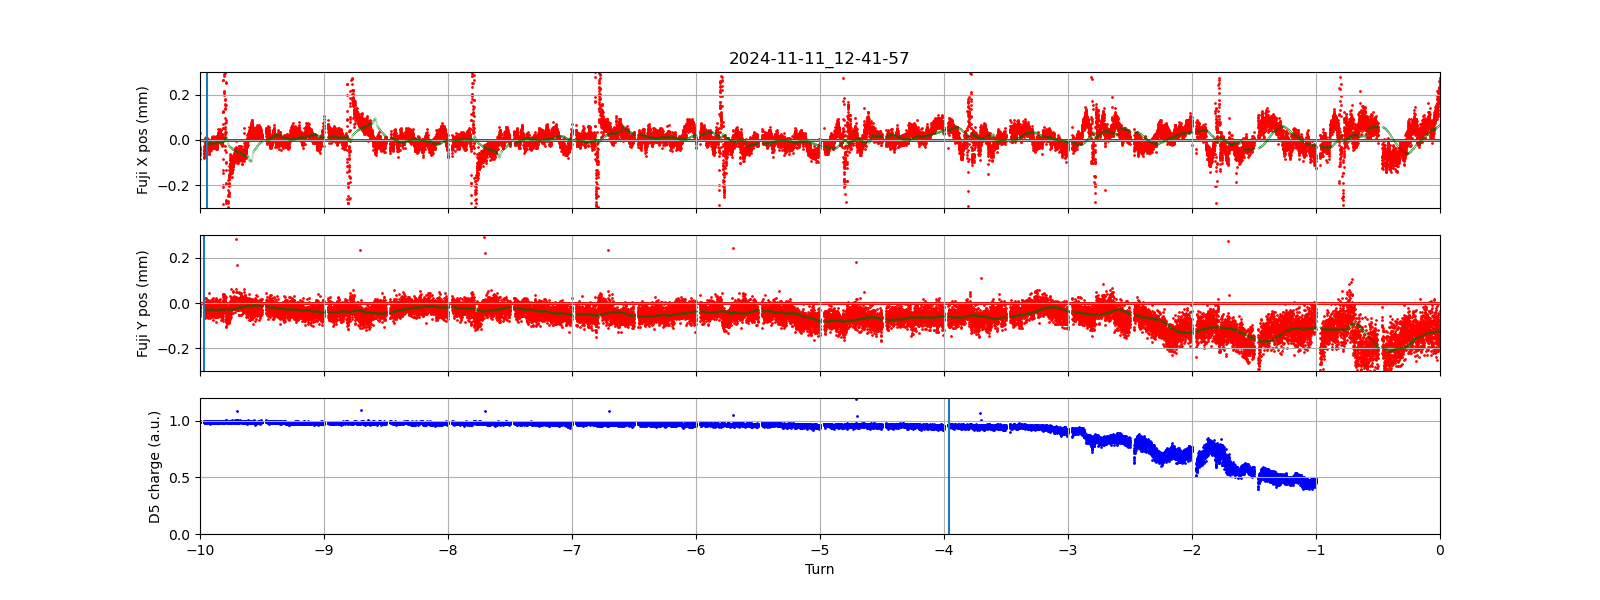 2024-11-11_12-41-57
Fuji X pos (mm)
0.2
0.0
−0.2
Fuji Y pos (mm)
0.2
0.0
−0.2
D5 charge (a.u.)
1.0
0.5
0.0
−10 −9 −8 −7 −6 −5 −4 −3 −2 −1 0
Turn